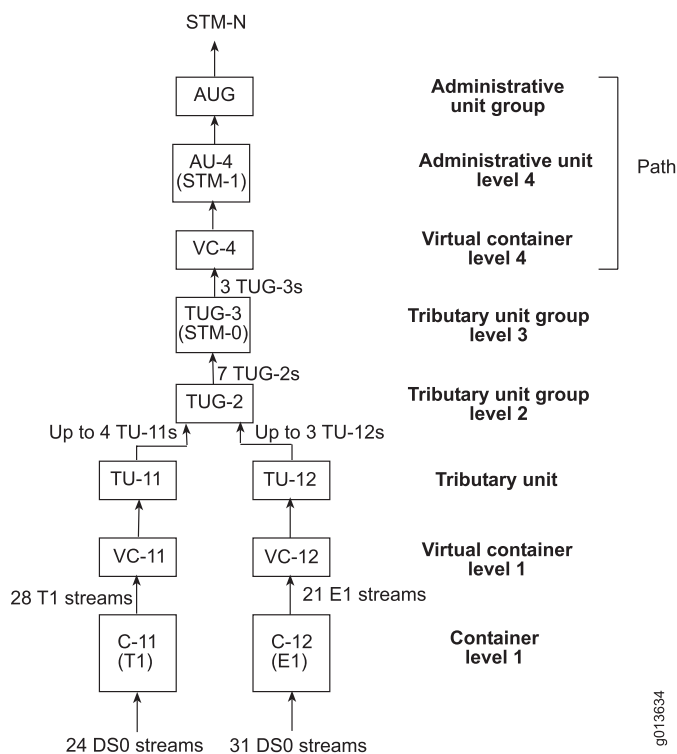 STM-N
AUG
Administrative
unit group
AU-4
(STM-1)
Administrative unit
level 4
Path
VC-4
Virtual container
level 4
3 TUG-3s
TUG-3
(STM-0)
Tributary unit group
level 3
7 TUG-2s
TUG-2
Tributary unit group
level 2
Up to 4 TU-11s
Up to 3 TU-12s
TU-11
TU-12
Tributary unit
VC-11
VC-12
Virtual container
level 1
28 T1 streams
21 E1 streams
C-11
(T1)
C-12
(E1)
Container
level 1
24 DS0 streams
31 DS0 streams
g013634